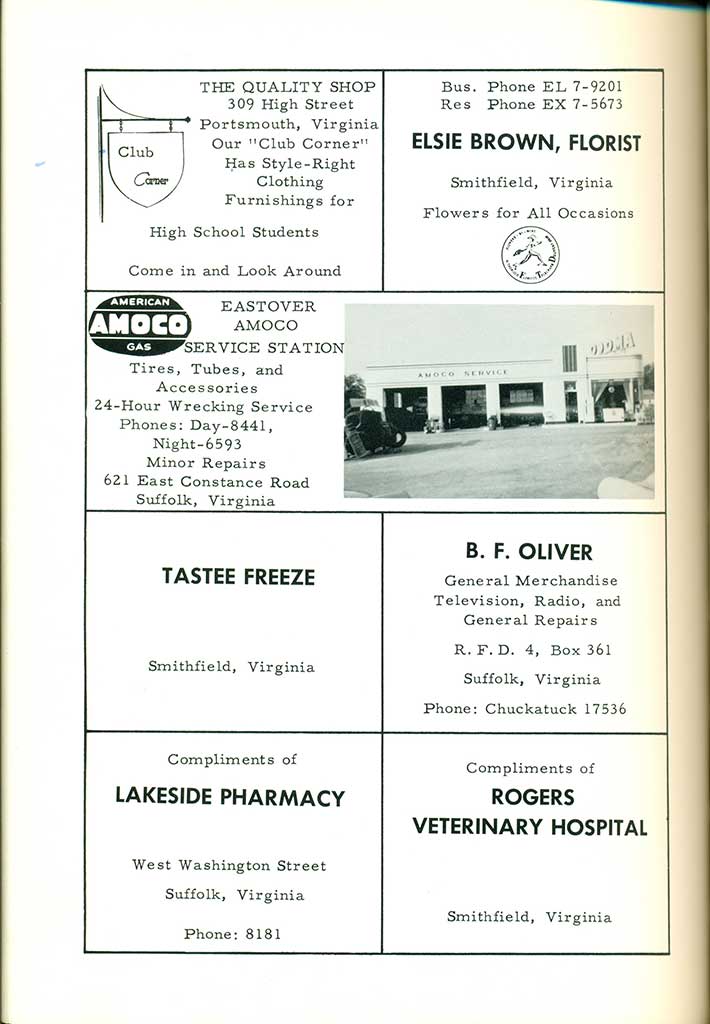 THE QUALITY SHOP
309 High Street
Portsmouth, Virginia
Our "Club Corner"
Has Style-Right
Clothing
Furnishings for
High School Students
Come in and Look Around
Club
Corner
Bus. Phone EL 7-9201
Res Phone EX 7-5673
ELSIE BROWN, FLORIST
Smithfield, Virginia
Flowers for All Occasions
AMERICAN
AMOCO
GAS
EASTOVER
AMOCO
SERVICE STATION
Tires, Tubes, and
Accessories
24-Hour Wrecking Service
Phones: Day-8441,
Night-6593
Minor Repairs
621 East Constance Road
Suffolk, Virginia
AMOCO SERVICE
TASTEE FREEZE
Smithfield, Virginia
B. F. OLIVER
General Merchandise
Television, Radio, and
General Repairs
R. F. D. 4, Box 361
Suffolk, Virginia
Phone: Chuckatuck 17536
Compliments of
LAKESIDE PHARMACY
West Washington Street
Suffolk, Virginia
Phone: 8181
Compliments of
ROGERS
VETERINARY HOSPITAL
Smithfield, Virginia